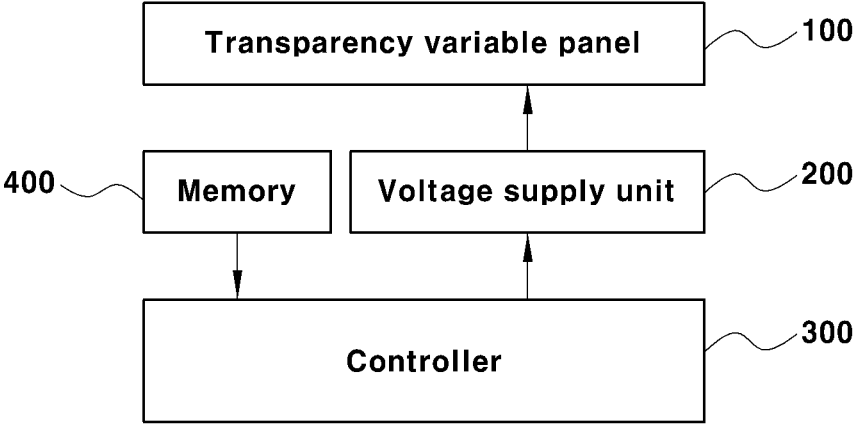 Transparency variable panel
100
400
Memory
Voltage supply unit
200
Controller
300